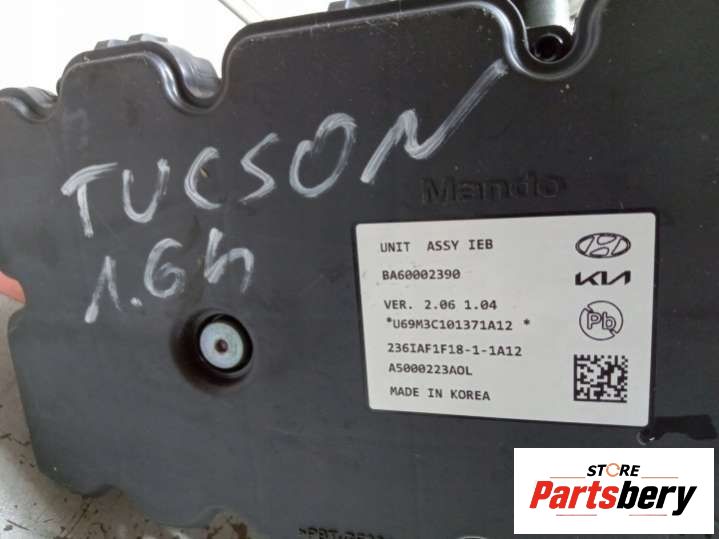 TUCSON
1.6h
Mando
UNIT ASSY IEB
BA60002390
KIA
VER. 2.06 1.04
*U69M3C101371A12 *
Pb
236IAF1F18-1-1A12
A5000223AOL
MADE IN KOREA
STORE
Partsbery